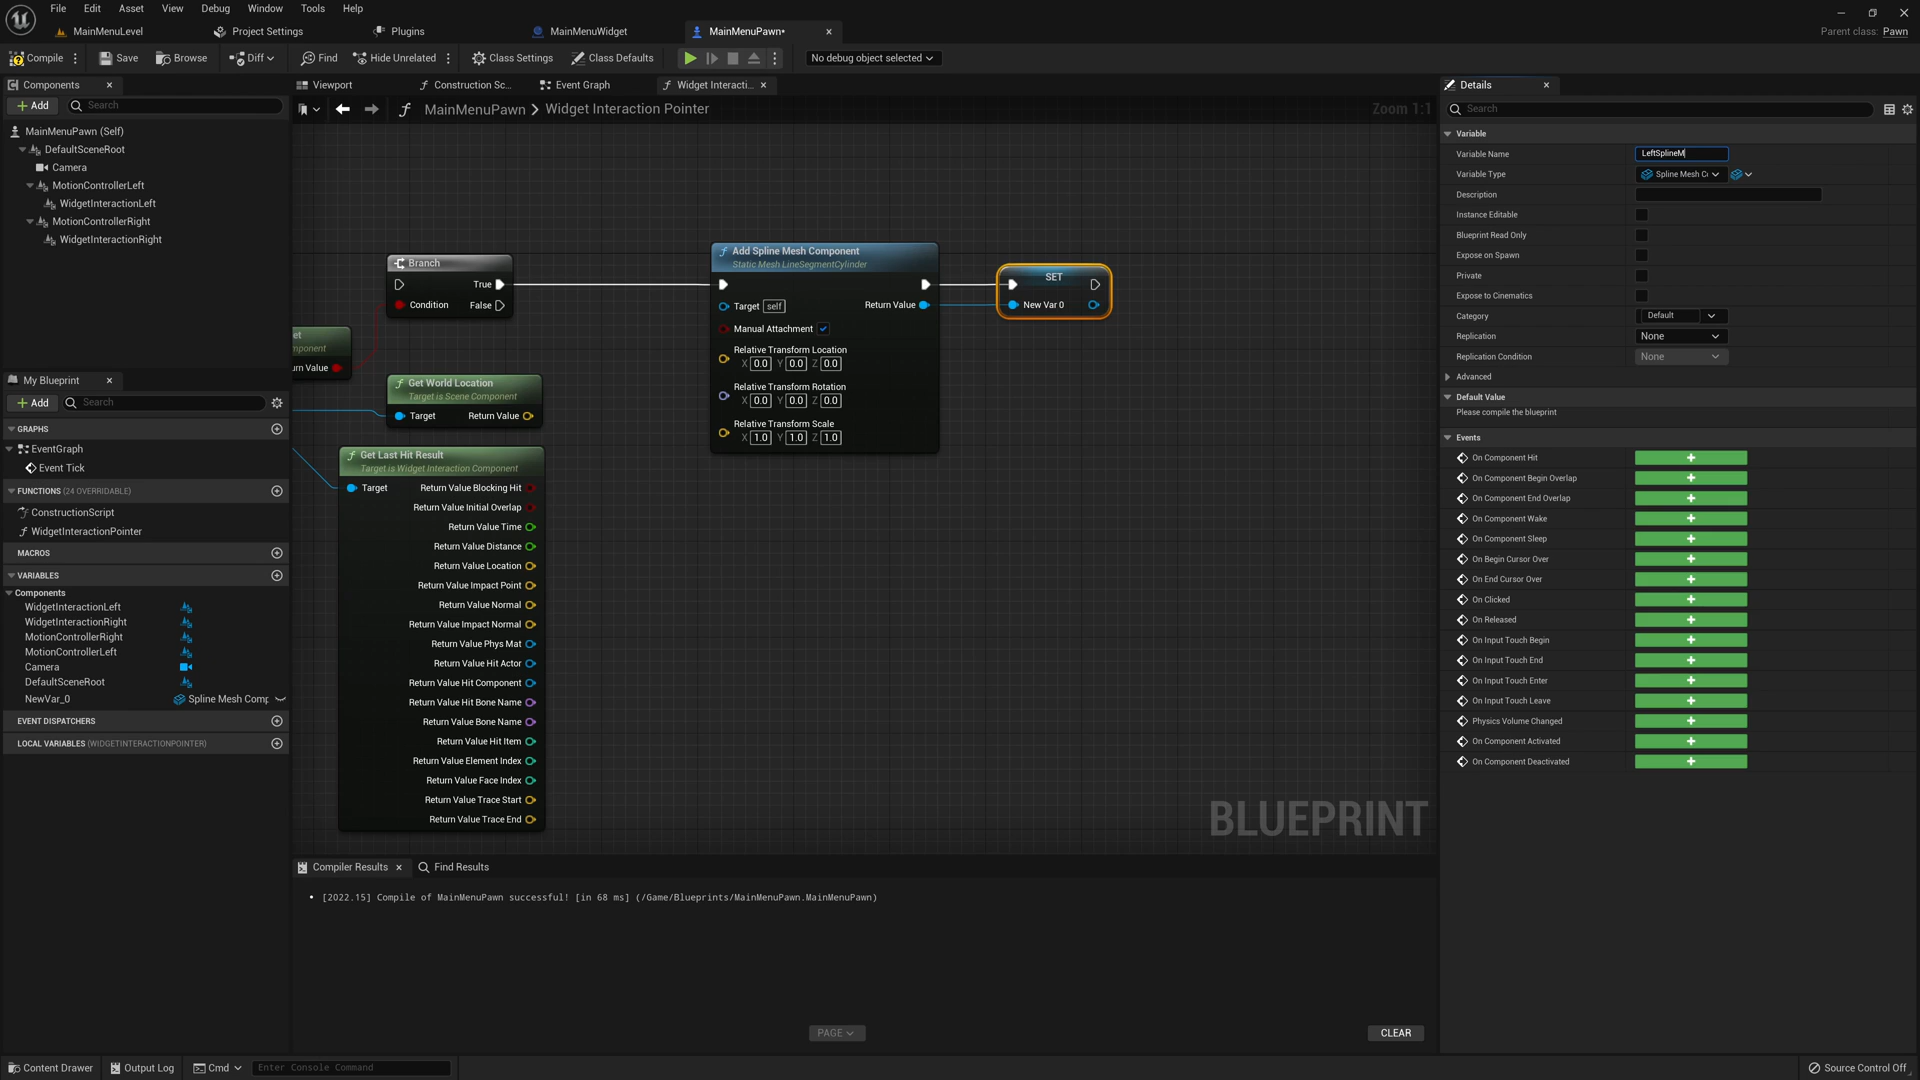 File Edit Asset View Debug Window Tools Help
MainMenuLevel Project Settings Plugins MainMenuWidget MainMenuPawn•
Parent class: Pawn
Compile Save Browse Diff Find Hide Unrelated Class Settings Class Defaults No debug object selected
Components
Add Search
MainMenuPawn (Self)
DefaultSceneRoot
Camera
MotionControllerLeft
WidgetInteractionLeft
MotionControllerRight
WidgetInteractionRight
My Blueprint
Add Search
GRAPHS
EventGraph
Event Tick
FUNCTIONS (24 OVERRIDABLE)
ConstructionScript
WidgetInteractionPointer
MACROS
VARIABLES
Components
WidgetInteractionLeft
WidgetInteractionRight
MotionControllerRight
MotionControllerLeft
Camera
DefaultSceneRoot
NewVar_0 Spline Mesh Comp
EVENT DISPATCHERS
LOCAL VARIABLES (WIDGETINTERACTIONPOINTER)
Viewport Construction Sc... Event Graph Widget Interacti...
MainMenuPawn > Widget Interaction Pointer
Zoom 1:1
Branch
True
Condition False
et
mponent
urn Value
Get World Location
Target is Scene Component
Target Return Value
Get Last Hit Result
Target is Widget Interaction Component
Target Return Value Blocking Hit
Return Value Initial Overlap
Return Value Time
Return Value Distance
Return Value Location
Return Value Impact Point
Return Value Normal
Return Value Impact Normal
Return Value Phys Mat
Return Value Hit Actor
Return Value Hit Component
Return Value Hit Bone Name
Return Value Bone Name
Return Value Hit Item
Return Value Element Index
Return Value Face Index
Return Value Trace Start
Return Value Trace End
Add Spline Mesh Component
Static Mesh LineSegmentCylinder
Target self Return Value
Manual Attachment
Relative Transform Location
X 0.0 Y 0.0 Z 0.0
Relative Transform Rotation
X 0.0 Y 0.0 Z 0.0
Relative Transform Scale
X 1.0 Y 1.0 Z 1.0
SET
New Var 0
BLUEPRINT
Compiler Results Find Results
• [2022.15] Compile of MainMenuPawn successful! [in 68 ms] (/Game/Blueprints/MainMenuPawn.MainMenuPawn)
PAGE
CLEAR
Details
Search
Variable
Variable Name LeftSplineM
Variable Type Spline Mesh C
Description
Instance Editable
Blueprint Read Only
Expose on Spawn
Private
Expose to Cinematics
Category Default
Replication None
Replication Condition None
Advanced
Default Value
Please compile the blueprint
Events
On Component Hit
On Component Begin Overlap
On Component End Overlap
On Component Wake
On Component Sleep
On Begin Cursor Over
On End Cursor Over
On Clicked
On Released
On Input Touch Begin
On Input Touch End
On Input Touch Enter
On Input Touch Leave
Physics Volume Changed
On Component Activated
On Component Deactivated
Content Drawer Output Log Cmd Enter Console Command
Source Control Off